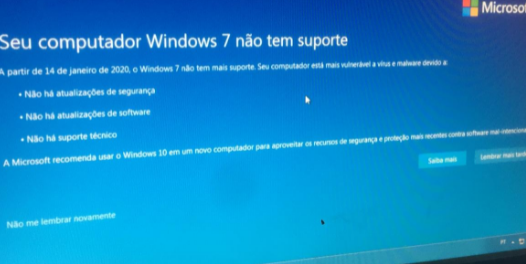 Microsof
Seu computador Windows 7 não tem suporte
A partir de 14 de janeiro de 2020, o Windows 7 não tem mais suporte. Seu computador está mais vulnerável a vírus e malware devido a:
• Não há atualizações de segurança
• Não há atualizações de software
• Não há suporte técnico
A Microsoft recomenda usar o Windows 10 em um novo computador para aproveitar os recursos de segurança e proteção mais recentes contra software mal-intenciona
Saiba mais
Lembrar mais tard
Não me lembrar novamente
PT